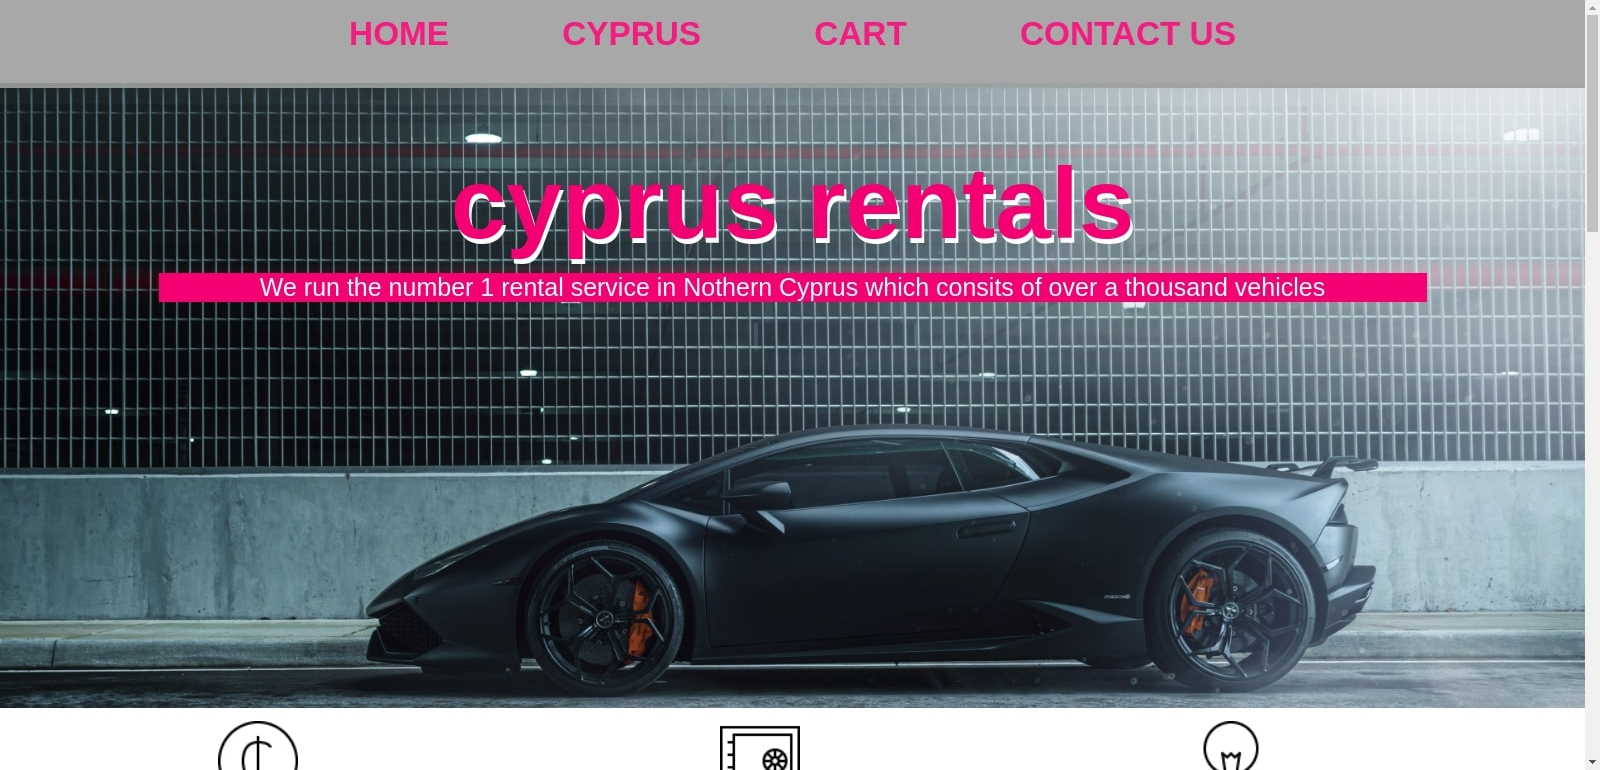 HOME CYPRUS CART CONTACT US
cyprus rentals
We run the number 1 rental service in Nothern Cyprus which consits of over a thousand vehicles